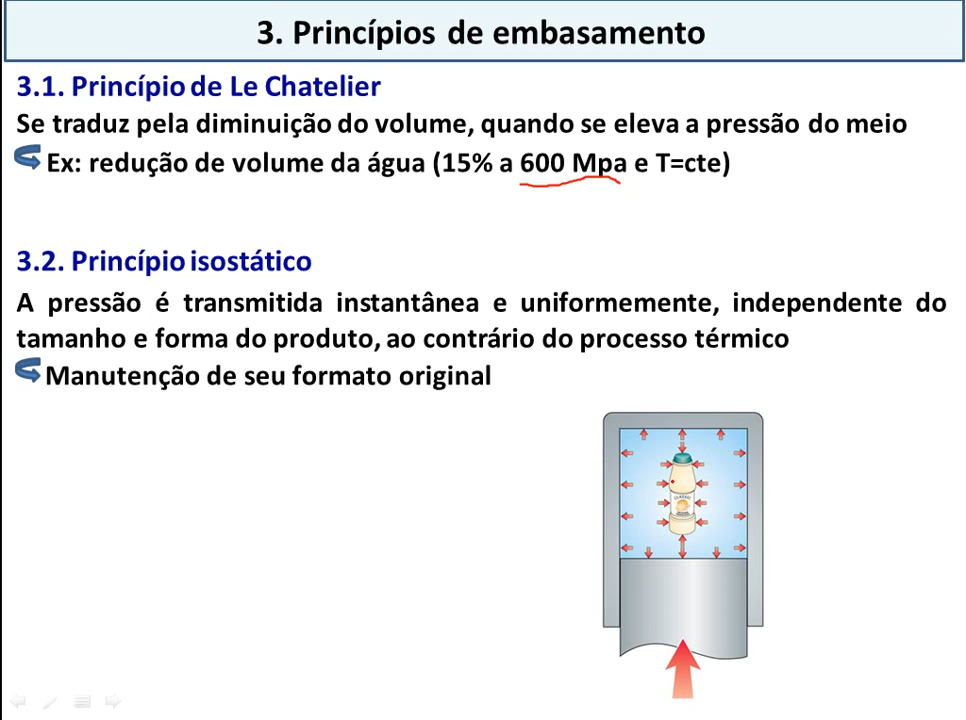 3. Princípios de embasamento
3.1. Princípio de Le Chatelier
Se traduz pela diminuição do volume, quando se eleva a pressão do meio
Ex: redução de volume da água (15% a 600 Mpa e T=cte)
3.2. Princípio isostático
A pressão é transmitida instantânea e uniformemente, independente do
tamanho e forma do produto, ao contrário do processo térmico
Manutenção de seu formato original
CLASSIC